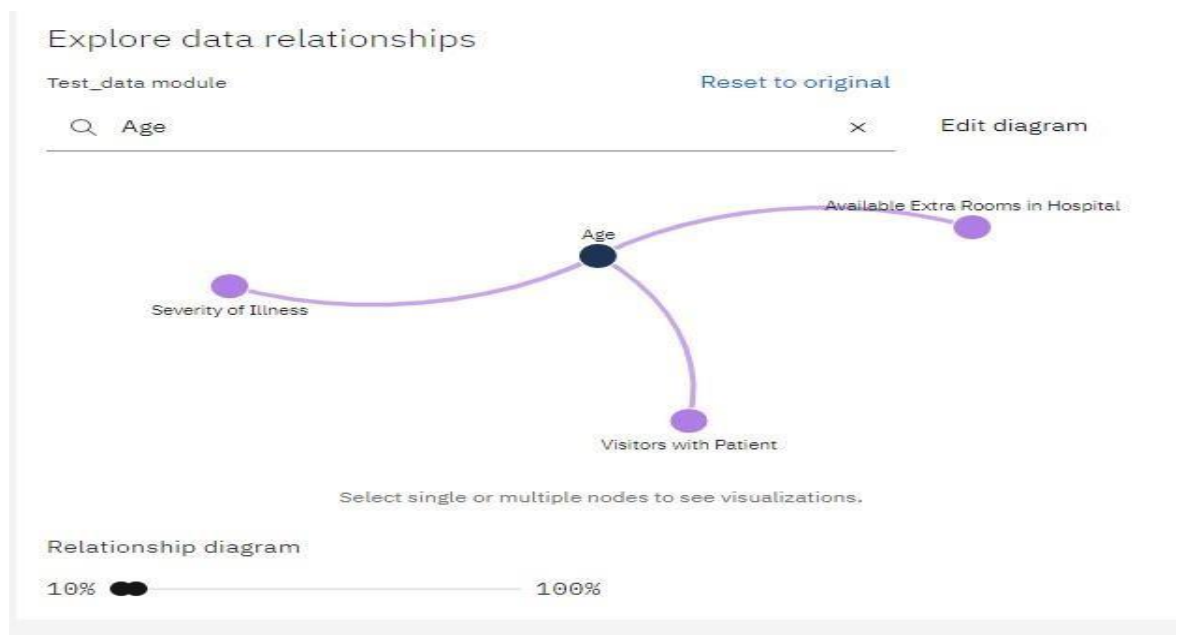 Explore data relationships
Test_data module
Reset to original
Age
×
Edit diagram
Available Extra Rooms in Hospital
Age
Severity of Illness
Visitors with Patient
Select single or multiple nodes to see visualizations.
Relationship diagram
10%
100%